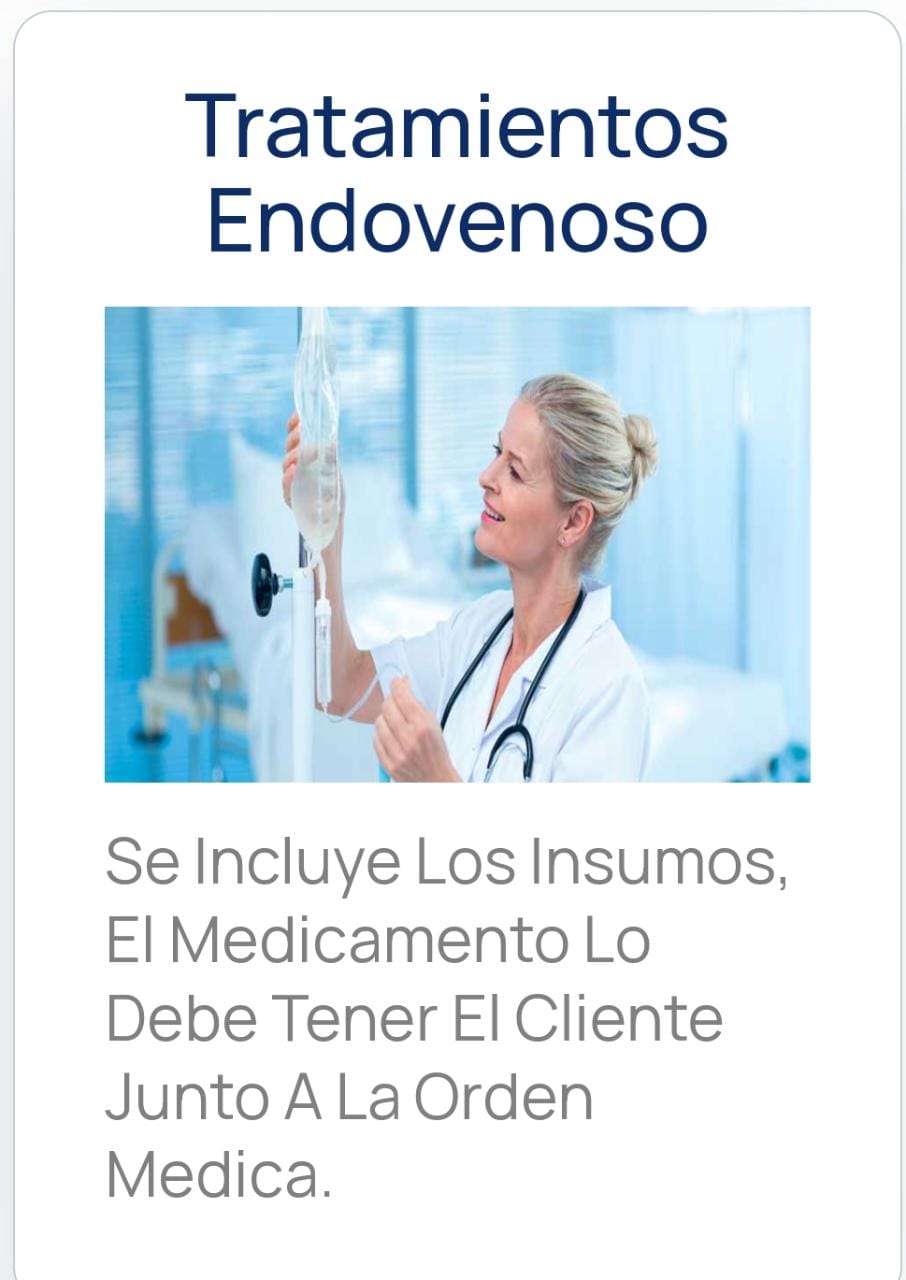 Tratamientos
Endovenoso
Se Incluye Los Insumos,
El Medicamento Lo
Debe Tener El Cliente
Junto A La Orden
Medica.